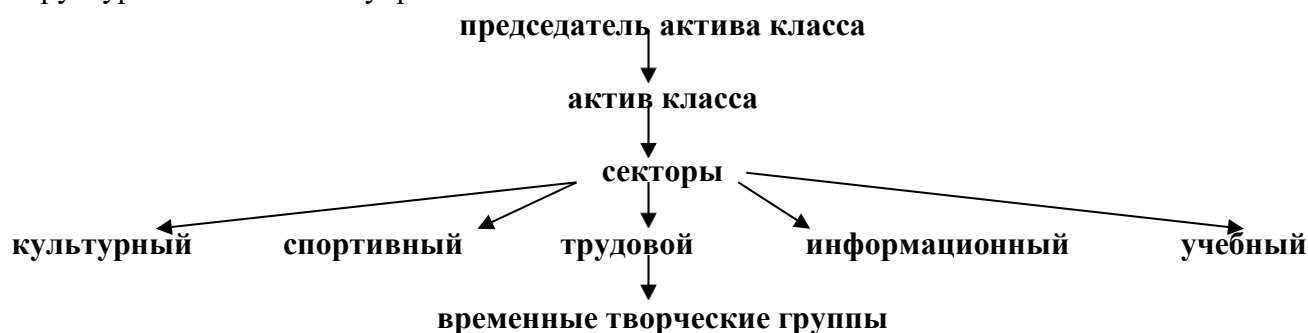 председатель актива класса
актив класса
секторы
культурный спортивный трудовой информационный учебный
временные творческие группы